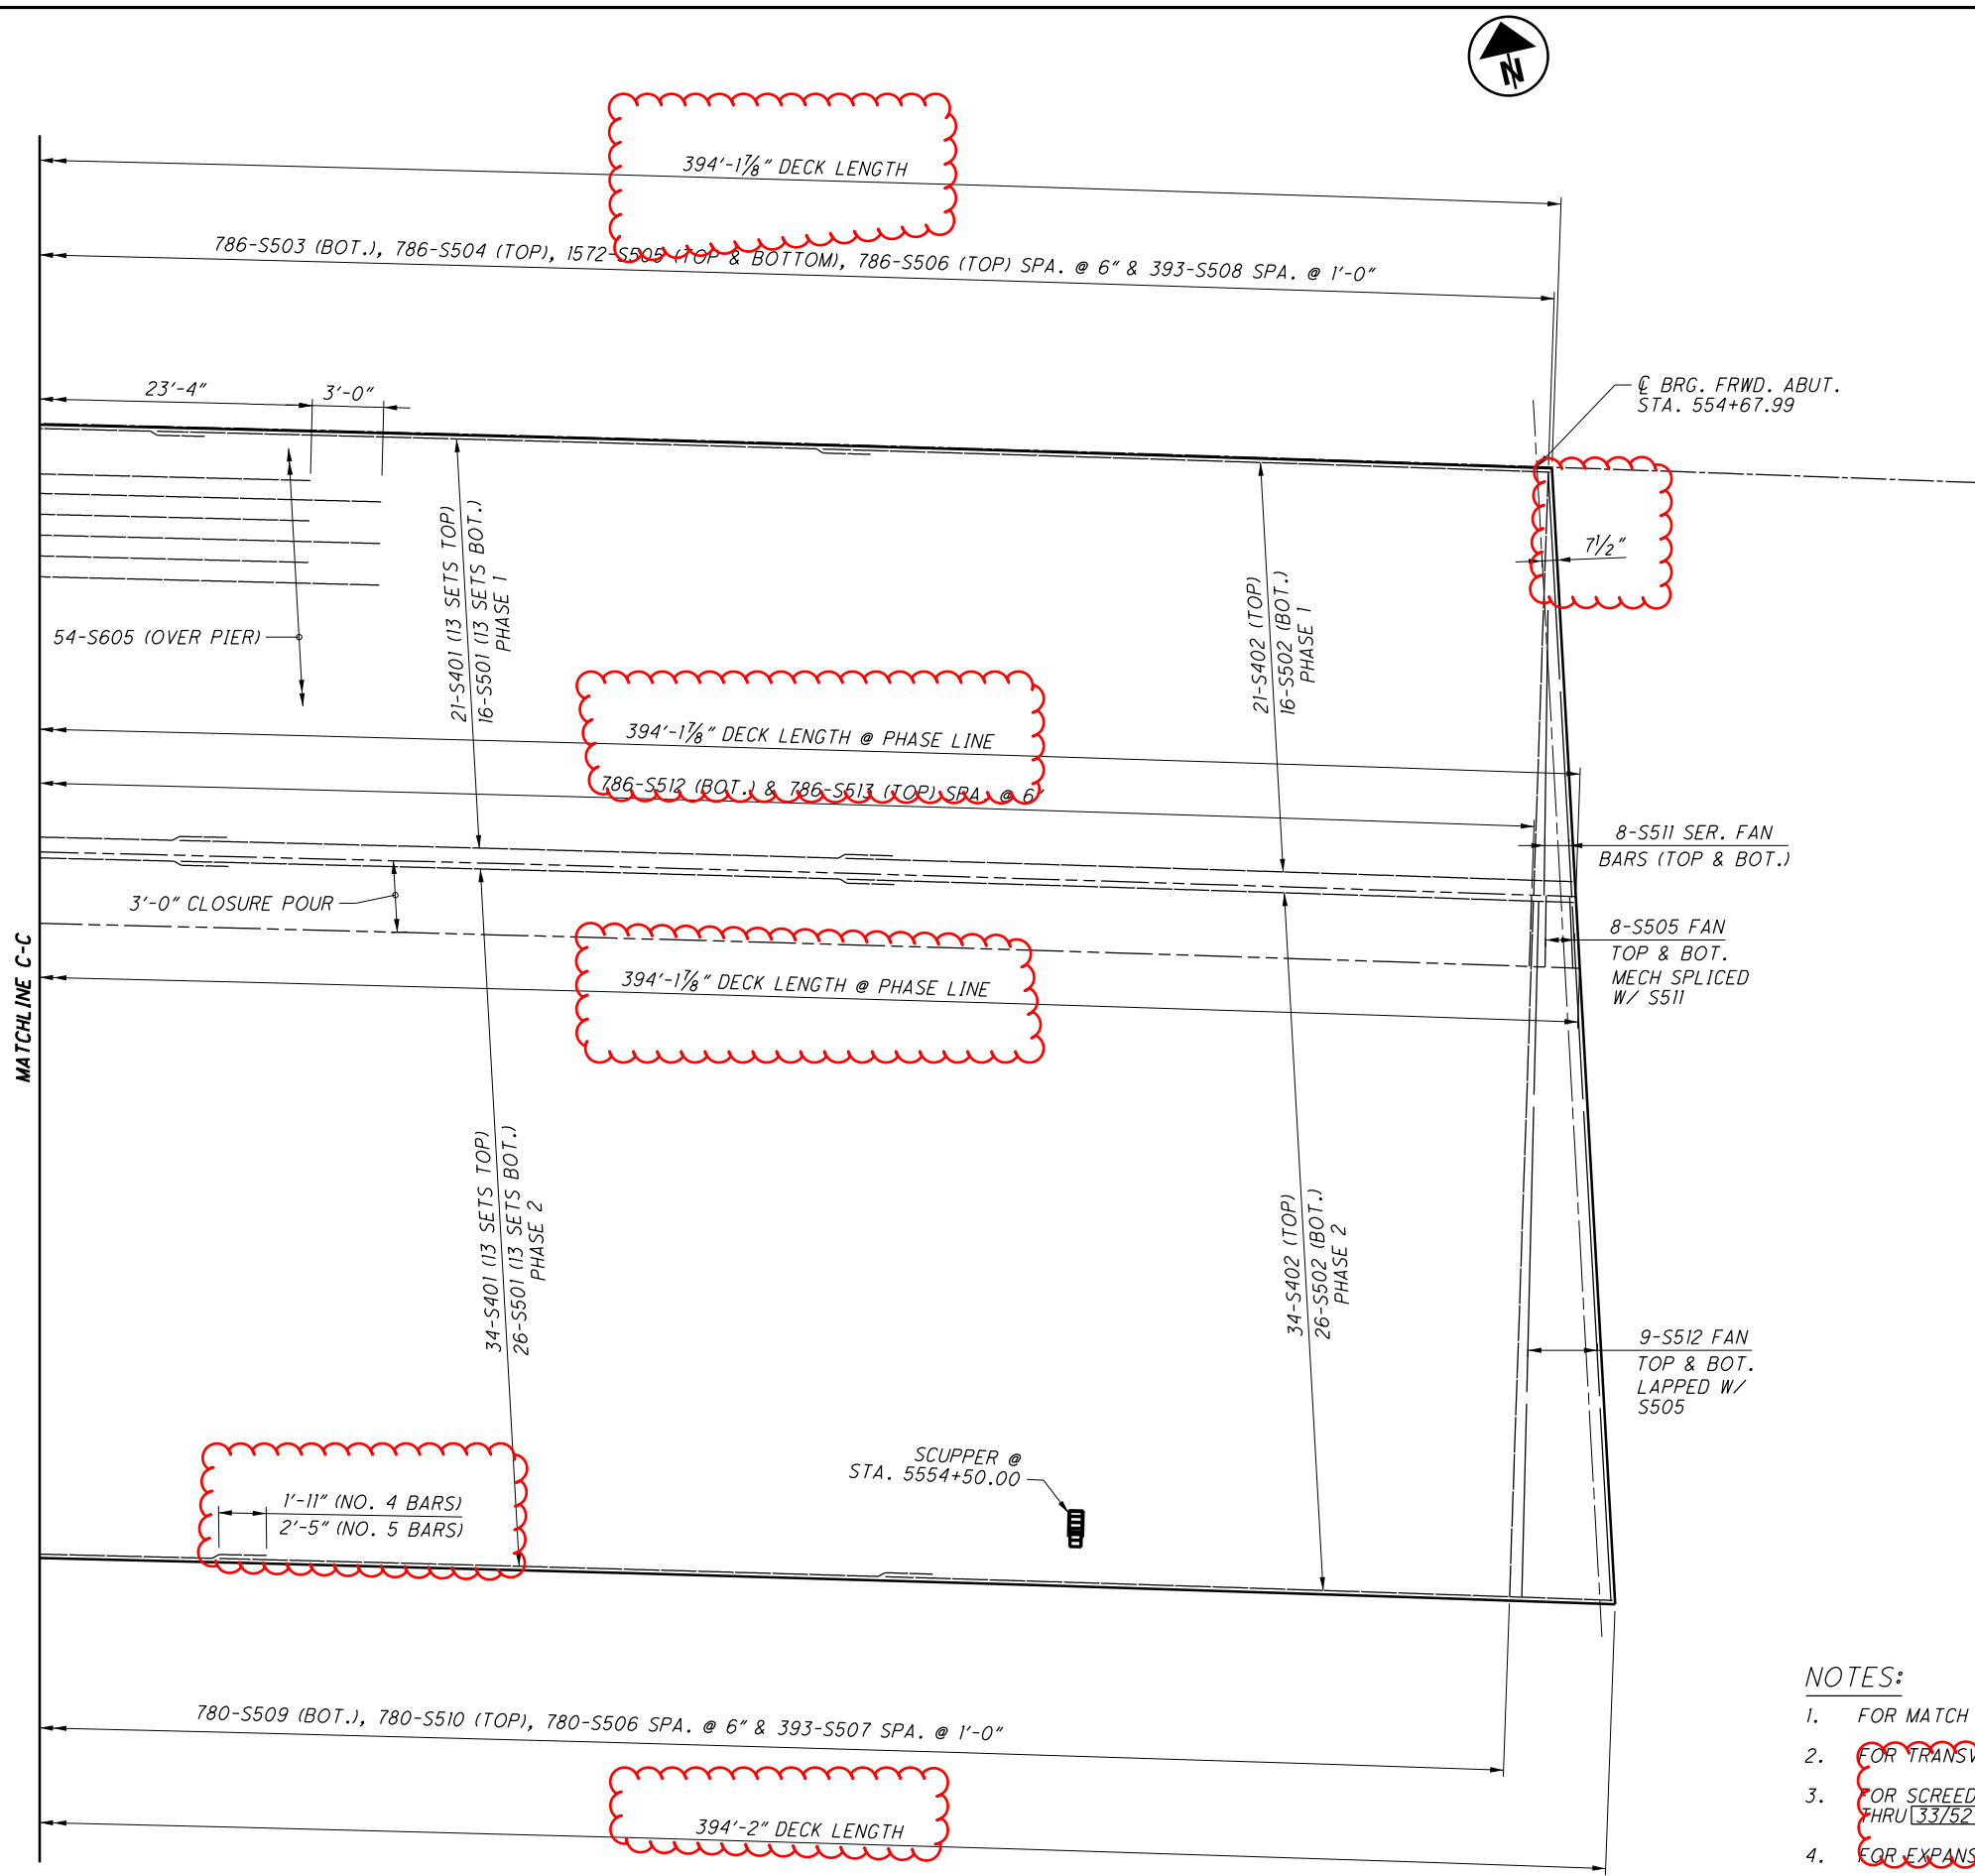 N
394'-1⅞" DECK LENGTH
786-S503 (BOT.), 786-S504 (TOP), 1572-S505 (TOP & BOTTOM), 786-S506 (TOP) SPA. @ 6" & 393-S508 SPA. @ 1'-0"
23'-4"
3'-0"
℄ BRG. FRWD. ABUT.
STA. 554+67.99
7½"
54-S605 (OVER PIER)
21-S401 (13 SETS TOP)
16-S501 (13 SETS BOT.)
PHASE 1
21-S402 (TOP)
16-S502 (BOT.)
PHASE 1
394'-1⅞" DECK LENGTH @ PHASE LINE
786-S512 (BOT.) & 786-S513 (TOP) SPA. @ 6"
8-S511 SER. FAN
BARS (TOP & BOT.)
3'-0" CLOSURE POUR
8-S505 FAN
TOP & BOT.
MECH SPLICED
W/ S511
MATCHLINE C-C
394'-1⅞" DECK LENGTH @ PHASE LINE
34-S401 (13 SETS TOP)
26-S501 (13 SETS BOT.)
PHASE 2
34-S402 (TOP)
26-S502 (BOT.)
PHASE 2
9-S512 FAN
TOP & BOT.
LAPPED W/
S505
SCUPPER @
STA. 5554+50.00
1'-11" (NO. 4 BARS)
2'-5" (NO. 5 BARS)
780-S509 (BOT.), 780-S510 (TOP), 780-S506 SPA. @ 6" & 393-S507 SPA. @ 1'-0"
394'-2" DECK LENGTH
NOTES:
1. FOR MATCH
2. FOR TRANSV
3. FOR SCREED
THRU 33/52
4. FOR EXPANS